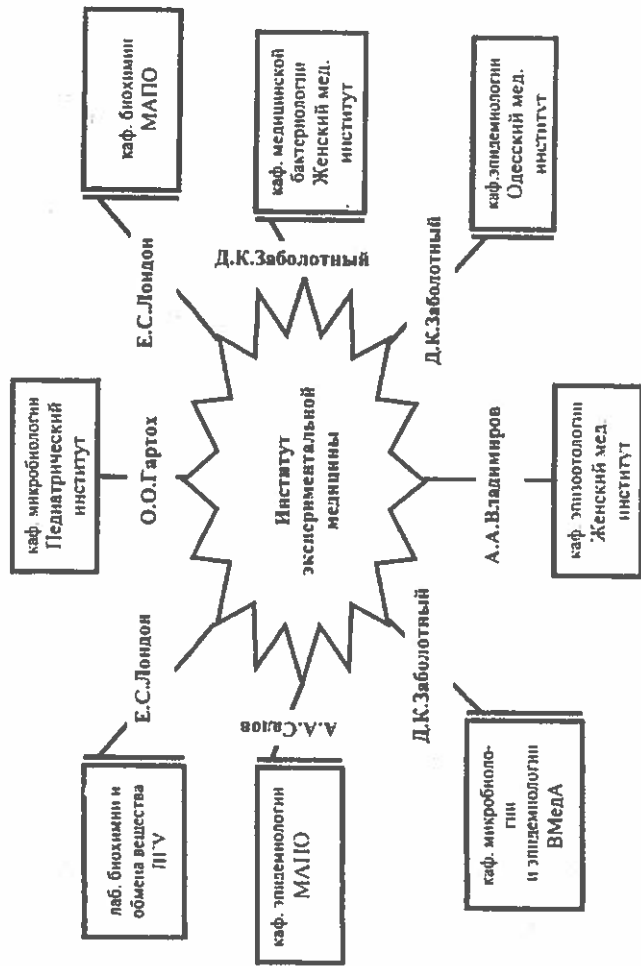 каф. микробиологии
Педиатрический
институт
лаб. биохимии и
обмена вещества
ЛГУ
Е.С.Лондон
О.О.Гартох
Е.С.Лондон
каф. биохимии
МАПО
каф. эпидемиологии
МАПО
А.А.Садов
Институт
экспериментальной
медицины
Д.К.Заболотный
каф. медицинской
бактериологии
Женский мед.
институт
каф. микробиоло-
гии
и эпидемиологии
ВМедА
Д.К.Заболотный
А.А.Владимиров
Д.К.Заболотный
каф.эпидемиологии
Одесский мед.
институт
каф. эпизоотологии
Женский мед.
институт